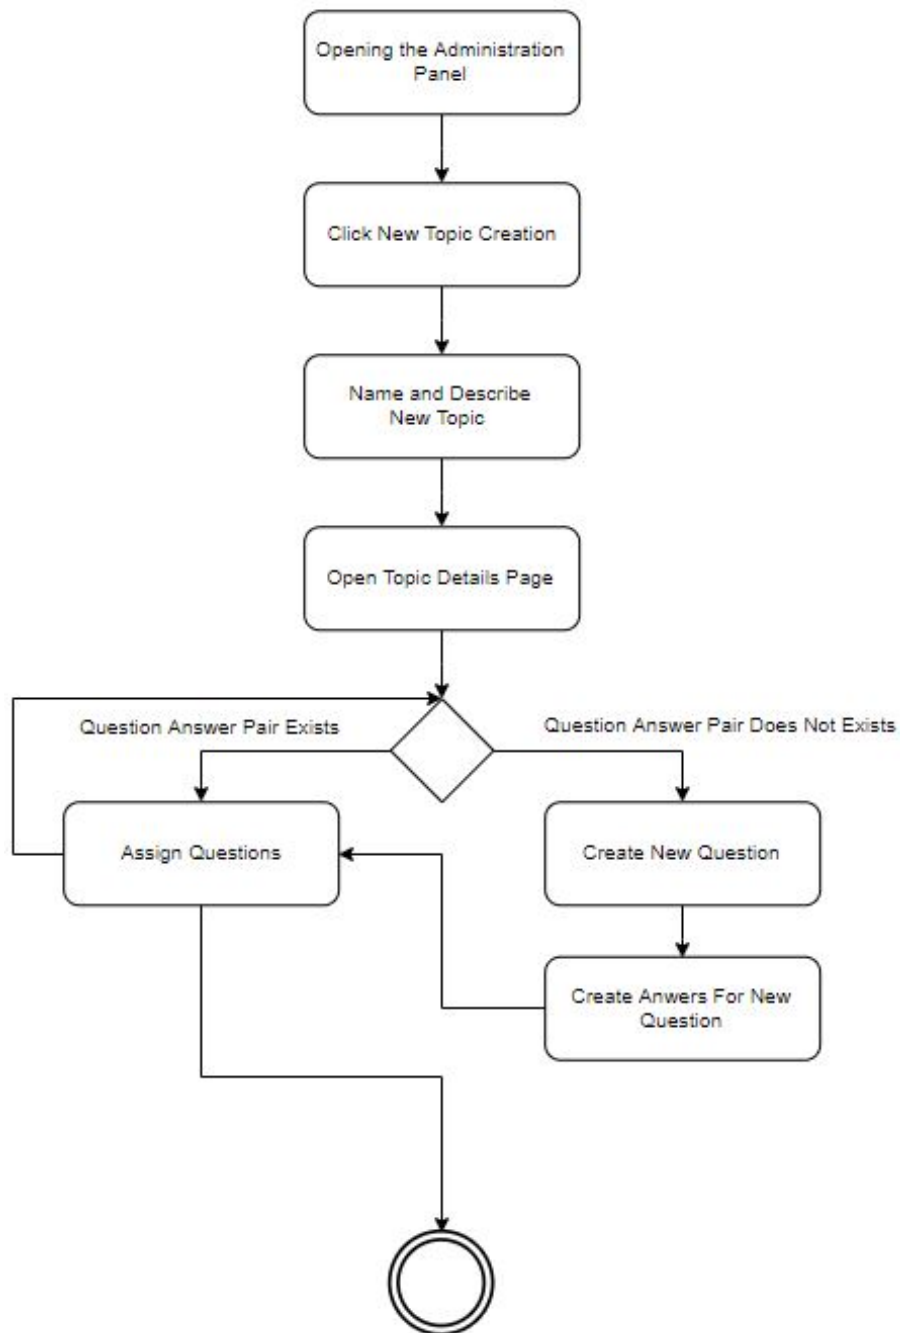 Opening the Administration
Panel
Click New Topic Creation
Name and Describe
New Topic
Open Topic Details Page
Question Answer Pair Exists
Question Answer Pair Does Not Exists
Assign Questions
Create New Question
Create Anwers For New
Question